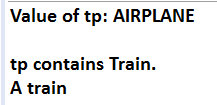 Value of tp: AIRPLANE
tp contains Train.
A train